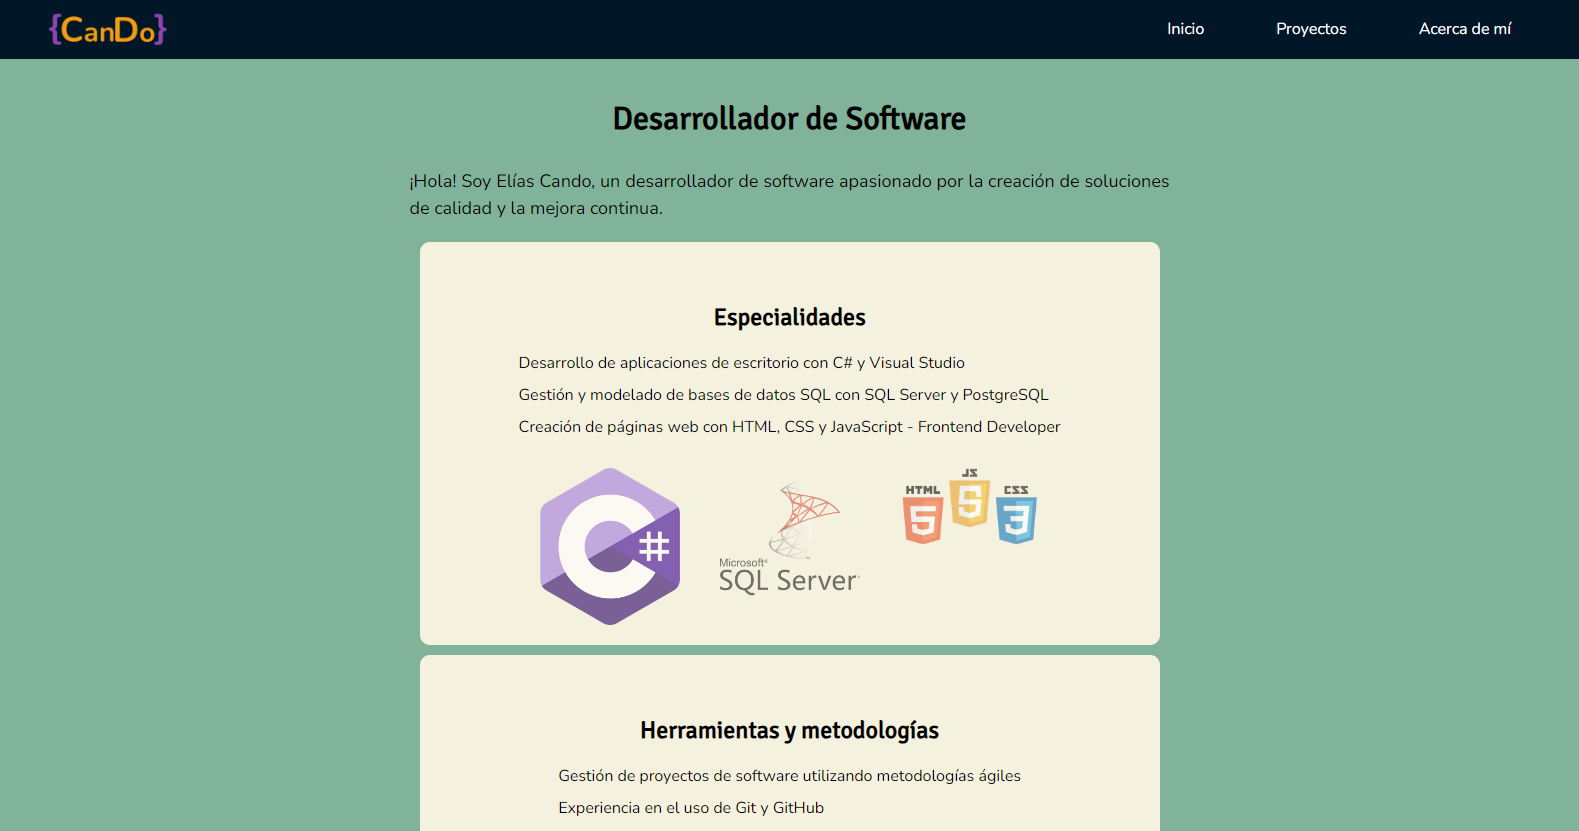 {CanDo}
Inicio
Proyectos
Acerca de mí
Desarrollador de Software
¡Hola! Soy Elías Cando, un desarrollador de software apasionado por la creación de soluciones
de calidad y la mejora continua.
Especialidades
Desarrollo de aplicaciones de escritorio con C# y Visual Studio
Gestión y modelado de bases de datos SQL con SQL Server y PostgreSQL
Creación de páginas web con HTML, CSS y JavaScript - Frontend Developer
C#
Microsoft®
SQL Server®
HTML
5
JS
5
CSS
3
Herramientas y metodologías
Gestión de proyectos de software utilizando metodologías ágiles
Experiencia en el uso de Git y GitHub